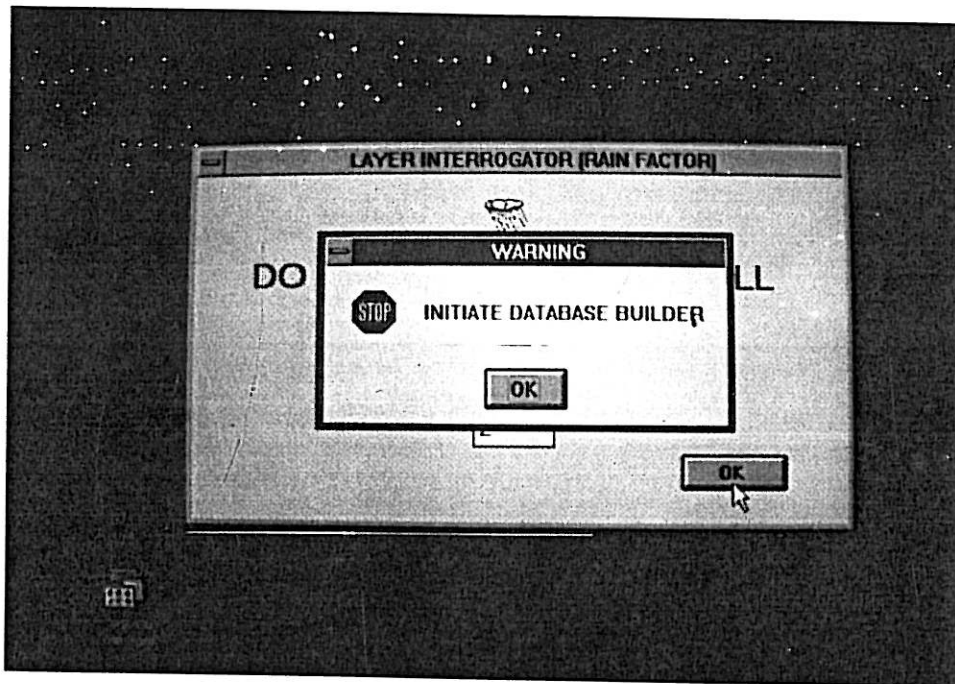 LAYER INTERROGATOR [RAIN FACTOR]
WARNING
DO
LL
STOP
INITIATE DATABASE BUILDER
OK
OK